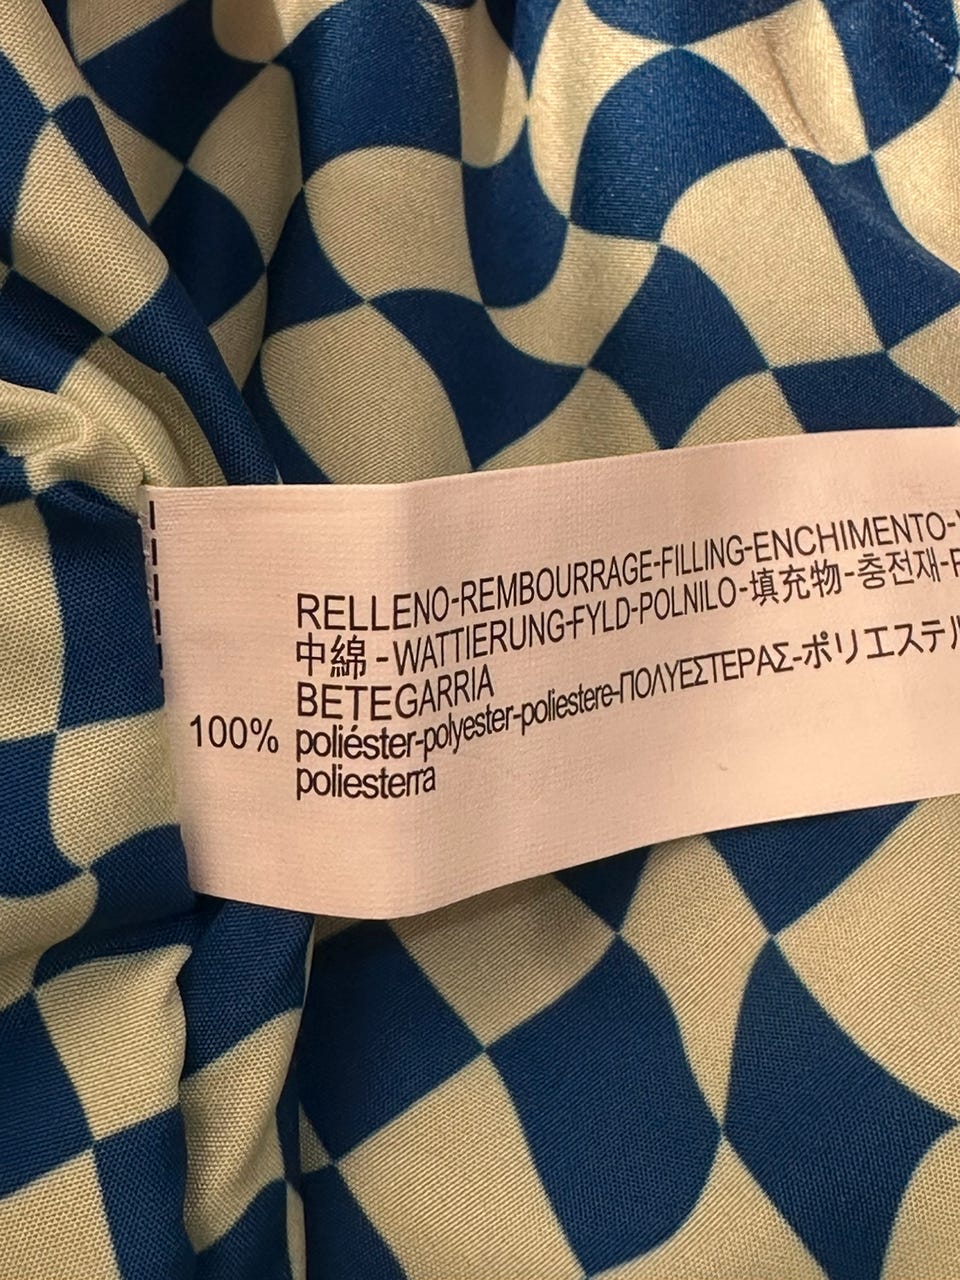 RELLENO-REMBOURRAGE-FILLING-ENCHIMENTO-
中綿-WATTIERUNG-FYLD-POLNILO-填充物-충전재-
BETEGARRIA
100% poliéster-polyester-poliestere-ΠΟΛΥΕΣΤΕΡΑΣ-ポリエステル
poliesterra